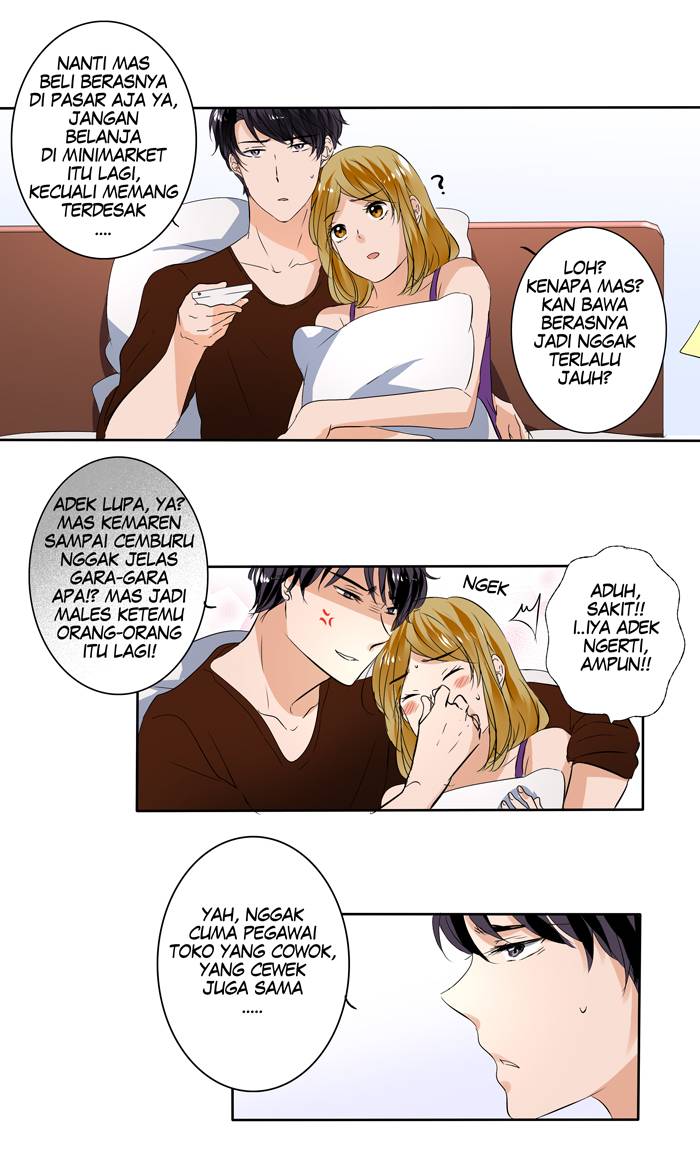 NANTI MAS
BELI BERASNYA
DI PASAR AJA YA,
JANGAN
BELANJA
DI MINIMARKET
ITU LAGI,
KECUALI MEMANG
TERDESAK
....
?
LOH?
KENAPA MAS?
KAN BAWA
BERASNYA
JADI NGGAK
TERLALU
JAUH?
ADEK LUPA, YA?
MAS KEMAREN
SAMPAI CEMBURU
NGGAK JELAS
GARA-GARA
APA!? MAS JADI
MALES KETEMU
ORANG-ORANG
ITU LAGI!
NGEK
ADUH,
SAKIT!!
I..IYA ADEK
NGERTI,
AMPUN!!
YAH, NGGAK
CUMA PEGAWAI
TOKO YANG COWOK,
YANG CEWEK
JUGA SAMA
.....